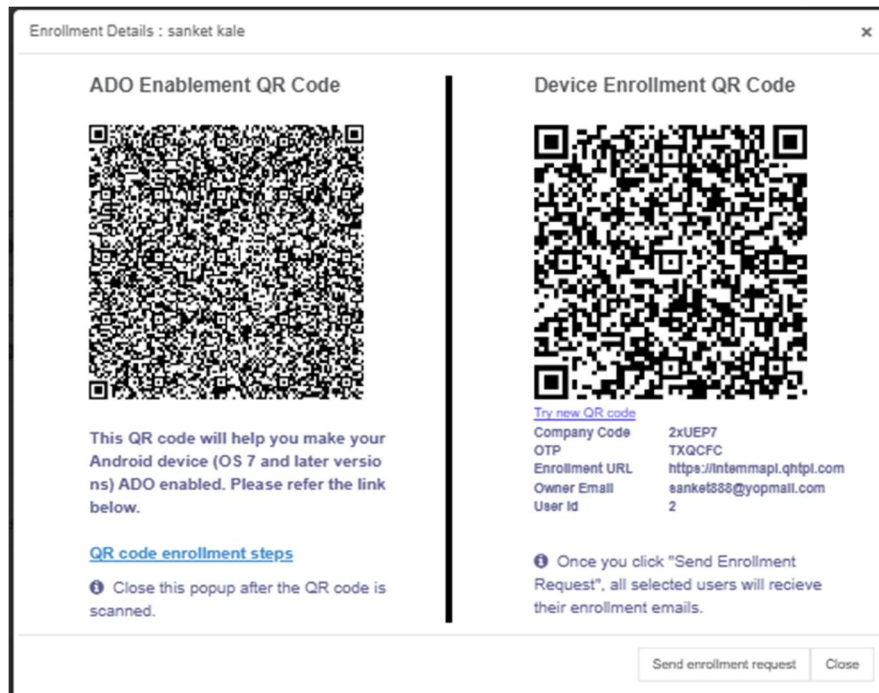 Enrollment Details : sanket kale
×
ADO Enablement QR Code
This QR code will help you make your
Android device (OS 7 and later versio
ns) ADO enabled. Please refer the link
below.
QR code enrollment steps
Close this popup after the QR code is
scanned.
Device Enrollment QR Code
Try new QR code
Company Code 2xUEP7
OTP TXQCFC
Enrollment URL https://intemmapi.qhtpl.com
Owner Email sanket888@yopmail.com
User Id 2
Once you click "Send Enrollment
Request", all selected users will recieve
their enrollment emails.
Send enrollment request
Close